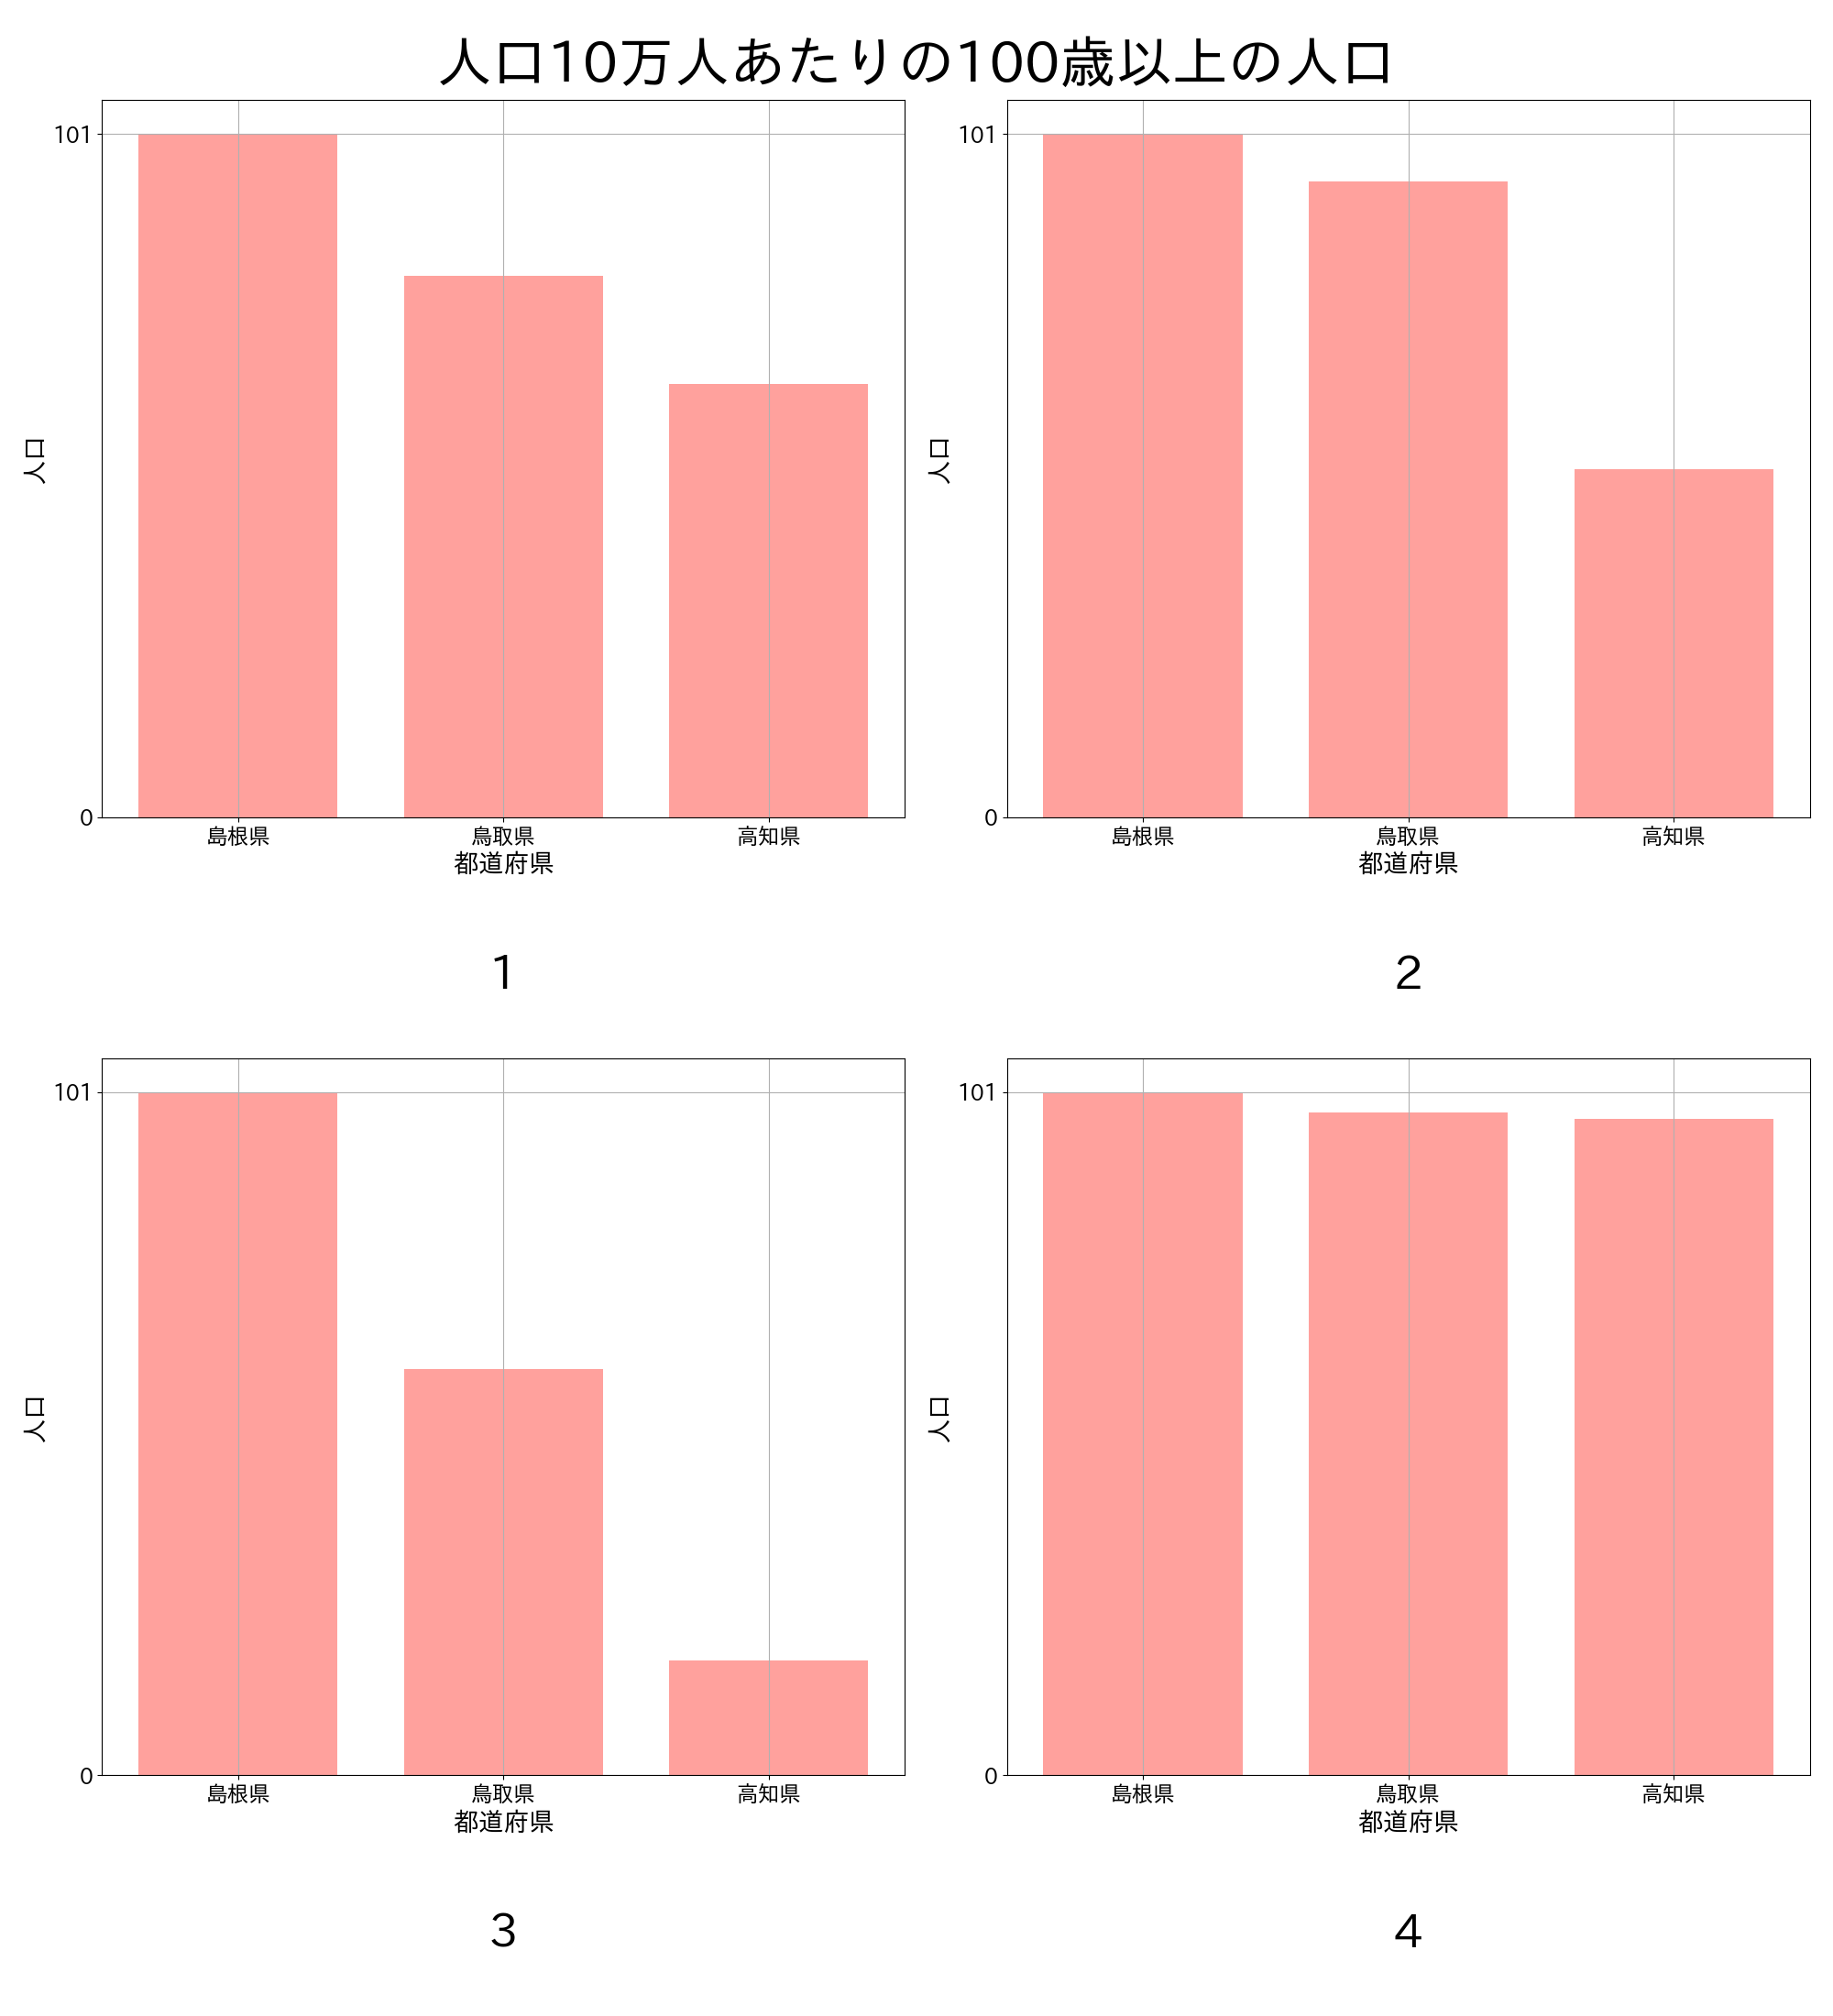 人口10万人あたりの100歳以上の人口
101
0
人口
島根県 鳥取県 高知県
都道府県
1
101
0
人口
島根県 鳥取県 高知県
都道府県
2
101
0
人口
島根県 鳥取県 高知県
都道府県
3
101
0
人口
島根県 鳥取県 高知県
都道府県
4